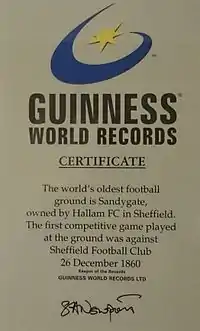 GUINNESS
WORLD RECORDS
CERTIFICATE
The world's oldest football
ground is Sandygate,
owned by Hallam FC in Sheffield.
The first competitive game played
at the ground was against
Sheffield Football Club
26 December 1860
Keeper of the Records
GUINNESS WORLD RECORDS LTD